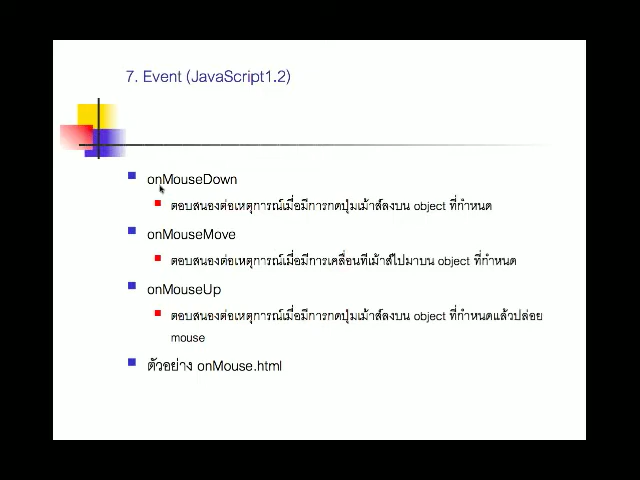 7. Event (JavaScript1.2)
onMouseDown
ตอบสนองต่อเหตุการณ์เมื่อมีการกดปุ่มเม้าส์ลงบน object ที่กำหนด
onMouseMove
ตอบสนองต่อเหตุการณ์เมื่อมีการเคลื่อนที่เม้าส์ไปมาบน object ที่กำหนด
onMouseUp
ตอบสนองต่อเหตุการณ์เมื่อมีการกดปุ่มเม้าส์ลงบน object ที่กำหนดแล้วปล่อย
mouse
ตัวอย่าง onMouse.html